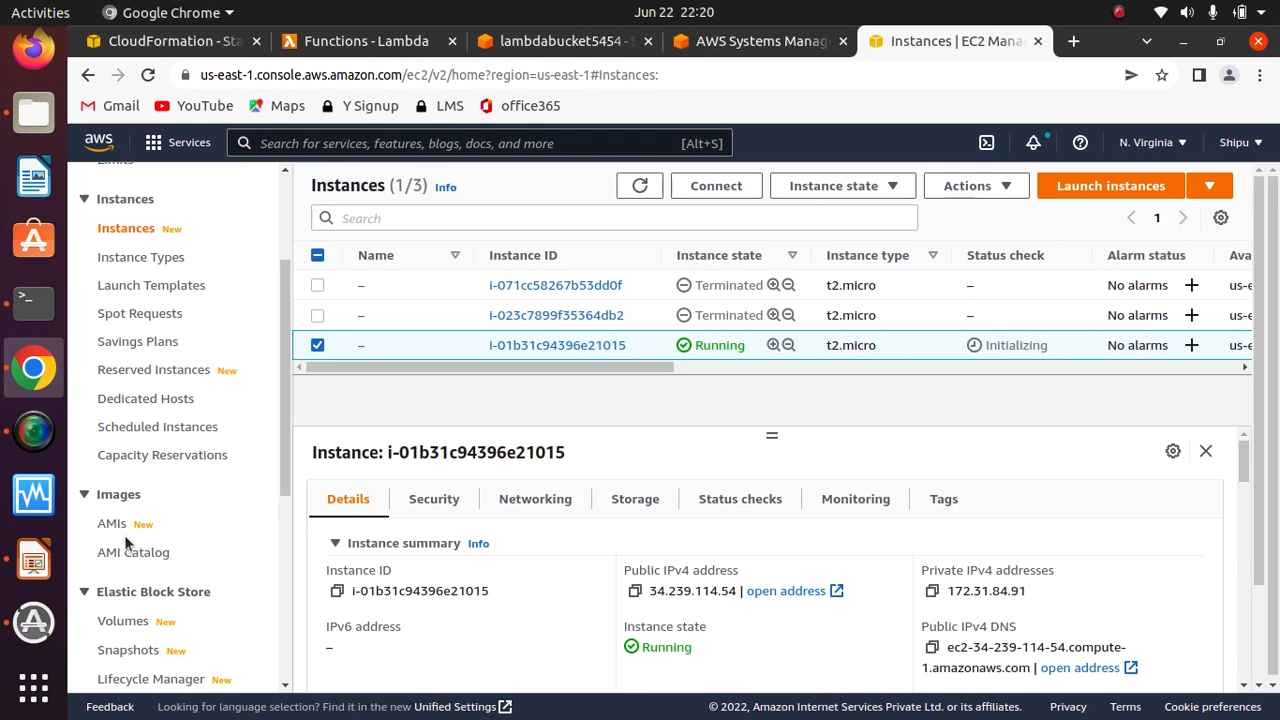 Activities
Google Chrome
Jun 22 22:20
CloudFormation - Sta
Functions - Lambda
lambdabucket5454 - S
AWS Systems Manag
Instances | EC2 Mana
us-east-1.console.aws.amazon.com/ec2/v2/home?region=us-east-1#Instances:
Gmail
YouTube
Maps
Y Signup
LMS
office365
aws
Services
Search for services, features, blogs, docs, and more
[Alt+S]
N. Virginia
Shipu
Limits
Instances
Instances New
Instance Types
Launch Templates
Spot Requests
Savings Plans
Reserved Instances New
Dedicated Hosts
Scheduled Instances
Capacity Reservations
Images
AMIs New
AMI Catalog
Elastic Block Store
Volumes New
Snapshots New
Lifecycle Manager New
Instances (1/3) Info
Connect
Instance state
Actions
Launch instances
Search
1
Name Instance ID Instance state Instance type Status check Alarm status Ava
– i-071cc58267b53dd0f Terminated t2.micro – No alarms + us-e
– i-023c7899f35364db2 Terminated t2.micro – No alarms + us-e
– i-01b31c94396e21015 Running t2.micro Initializing No alarms + us-e
Instance: i-01b31c94396e21015
Details Security Networking Storage Status checks Monitoring Tags
Instance summary Info
Instance ID
i-01b31c94396e21015
Public IPv4 address
34.239.114.54 | open address
Private IPv4 addresses
172.31.84.91
IPv6 address
–
Instance state
Running
Public IPv4 DNS
ec2-34-239-114-54.compute-
1.amazonaws.com | open address
Feedback
Looking for language selection? Find it in the new Unified Settings
© 2022, Amazon Internet Services Private Ltd. or its affiliates.
Privacy
Terms
Cookie preferences